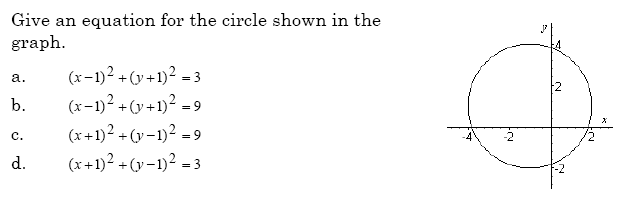 Give an equation for the circle shown in the
graph.
a. (x−1)² +(y+1)² = 3
b. (x−1)² +(y+1)² = 9
c. (x+1)² +(y−1)² = 9
d. (x+1)² +(y−1)² = 3
y
4
2
x
-4 -2 2
-2